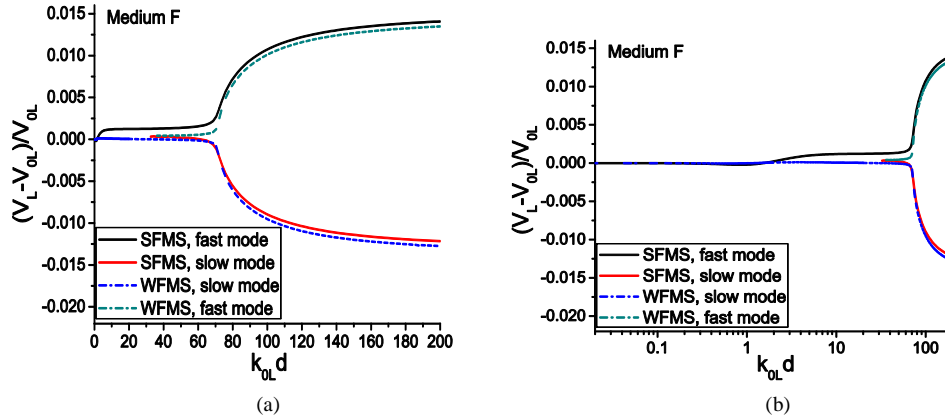 Medium F
(V_L-V_0L)/V_0L
0.015
0.010
0.005
0.000
-0.005
-0.010
-0.015
-0.020
SFMS, fast mode
SFMS, slow mode
WFMS, slow mode
WFMS, fast mode
0 20 40 60 80 100 120 140 160 180 200
k_0L d
(a)
Medium F
(V_L-V_0L)/V_0L
0.015
0.010
0.005
0.000
-0.005
-0.010
-0.015
-0.020
SFMS, fast mode
SFMS, slow mode
WFMS, slow mode
WFMS, fast mode
0.1 1 10 100
k_0L d
(b)